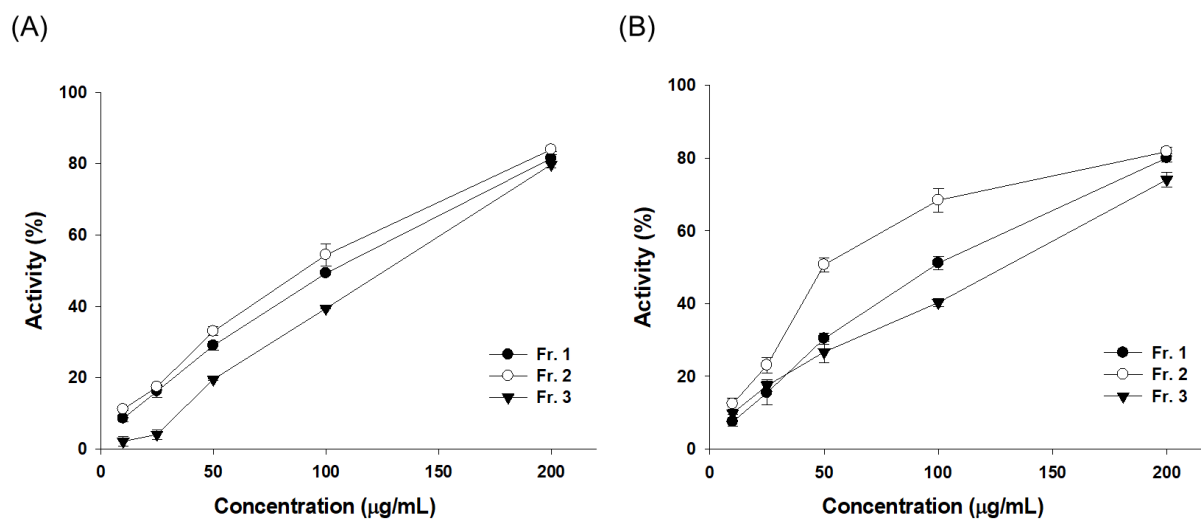 (A)
100
80
60
40
20
0
Activity (%)
Fr. 1
Fr. 2
Fr. 3
0 50 100 150 200
Concentration (μg/mL)
(B)
100
80
60
40
20
0
Activity (%)
Fr. 1
Fr. 2
Fr. 3
0 50 100 150 200
Concentration (μg/mL)